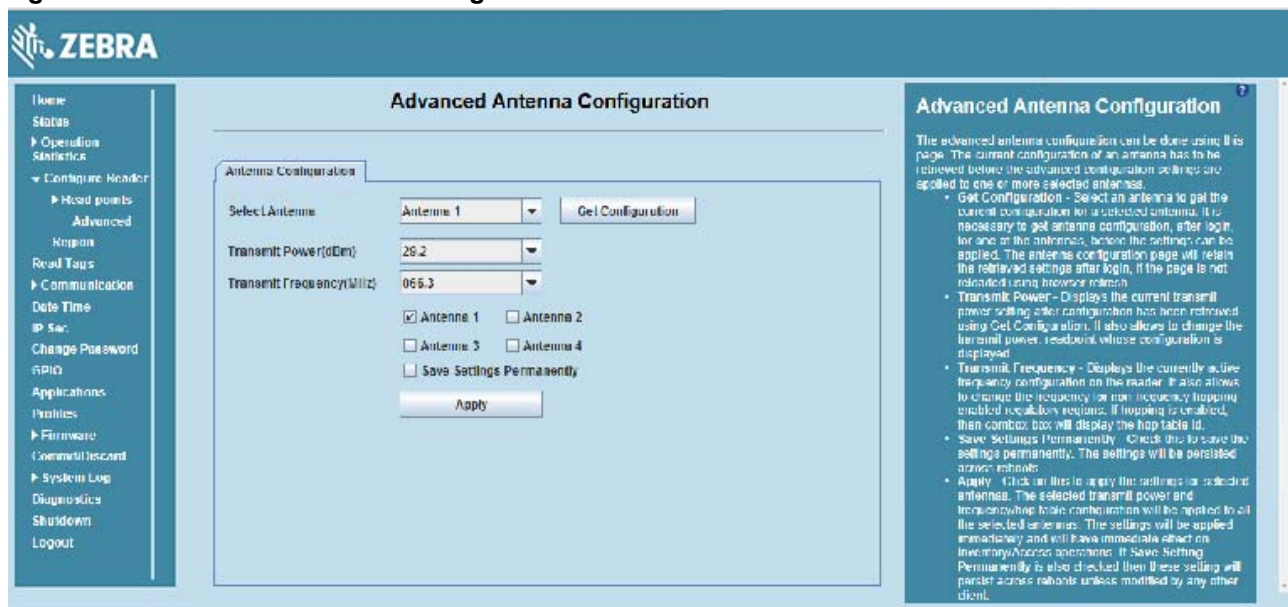 ZEBRA
Home
Status
Operation
Statistics
Configure Reader
Read points
Advanced
Region
Read Tags
Communication
Date Time
IP Sec.
Change Password
GPIO
Applications
Profiles
Firmware
Commit/Discard
System Log
Diagnostics
Shutdown
Logout
Advanced Antenna Configuration
Antenna Configuration
Select Antenna
Antenna 1
Get Configuration
Transmit Power(dBm)
29.2
Transmit Frequency(MHz)
Antenna 1
Antenna 2
Antenna 3
Antenna 4
Save Settings Permanently
Apply
?
Advanced Antenna Configuration
The advanced antenna configuration can be done using this
page. The current configuration of an antenna has to be
retrieved before the advanced configuration settings are
applied to one or more selected antennas.
• Get Configuration - Select an antenna to get the
current configuration for a selected antenna. It is
necessary to get antenna configuration, after login,
for one of the antennas, before the settings can be
applied. The antenna configuration page will retain
the retrieved settings after login, if the page is not
reloaded using browser refresh
• Transmit Power - Displays the current transmit
power setting after configuration has been retrieved
using Get Configuration. It also allows to change the
transmit power, readpoint whose configuration is
displayed
• Transmit Frequency - Displays the currently active
frequency configuration on the reader. It also allows
to change the frequency for non frequency hopping
enabled regulatory regions. If hopping is enabled,
then combox box will display the hop table id.
• Save Settings Permanently - Check this to save the
settings permanently. The settings will be persisted
across reboots
• Apply - Click on this to apply the settings for selected
antennas. The selected transmit power and
frequency/hop table configuration will be applied to all
the selected antennas. The settings will be applied
immediately and will have immediate effect on
Inventory/Access operations. If Save Setting
Permanently is also checked then these setting will
persist across reboots unless modified by any other
client.